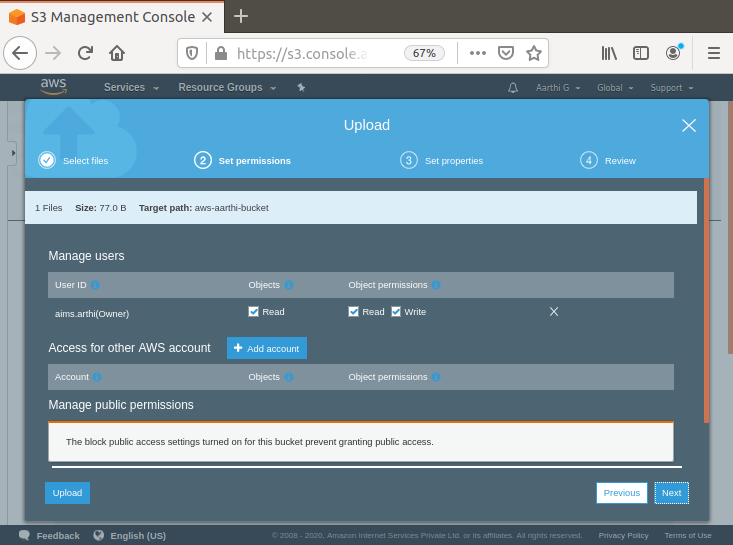 S3 Management Console
https://s3.console.a
67%
aws
Services
Resource Groups
Aarthi G
Global
Support
Upload
Select files
2 Set permissions
3 Set properties
4 Review
1 Files Size: 77.0 B Target path: aws-aarthi-bucket
Manage users
User ID Objects Object permissions
aims.arthi(Owner) Read Read Write
Access for other AWS account Add account
Account Objects Object permissions
Manage public permissions
The block public access settings turned on for this bucket prevent granting public access.
Upload Previous Next
Feedback English (US) © 2008 - 2020, Amazon Internet Services Private Ltd. or its affiliates. All rights reserved. Privacy Policy Terms of Use